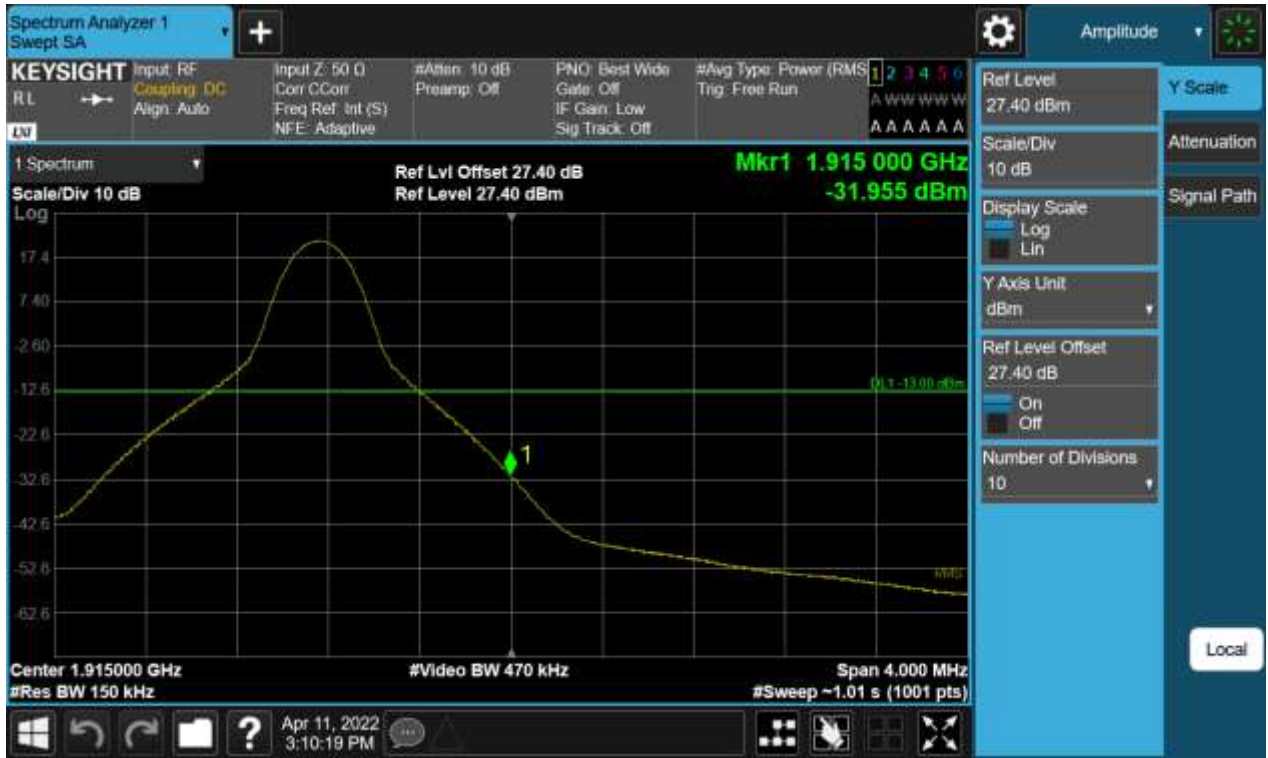 Spectrum Analyzer 1
Swept SA
+
Amplitude
KEYSIGHT
RL
LXI
Input: RF
Coupling: DC
Align: Auto
Input Z: 50 Ω
Corr CCorr
Freq Ref: Int (S)
NFE: Adaptive
#Atten: 10 dB
Preamp: Off
PNO: Best Wide
Gate: Off
IF Gain: Low
Sig Track: Off
#Avg Type: Power (RMS
Trig: Free Run
1 2 3 4 5 6
A W W W W W
A A A A A A
1 Spectrum
Scale/Div 10 dB
Log
Ref Lvl Offset 27.40 dB
Ref Level 27.40 dBm
Mkr1 1.915 000 GHz
-31.955 dBm
17.4
7.40
-2.60
-12.6
-22.6
-32.6
-42.6
-52.6
-62.6
DL1 -13.00 dBm
1
RMS
Center 1.915000 GHz
#Res BW 150 kHz
#Video BW 470 kHz
Span 4.000 MHz
#Sweep ~1.01 s (1001 pts)
Ref Level
27.40 dBm
Scale/Div
10 dB
Display Scale
Log
Lin
Y Axis Unit
dBm
Ref Level Offset
27.40 dB
On
Off
Number of Divisions
10
Y Scale
Attenuation
Signal Path
Local
?
Apr 11, 2022
3:10:19 PM